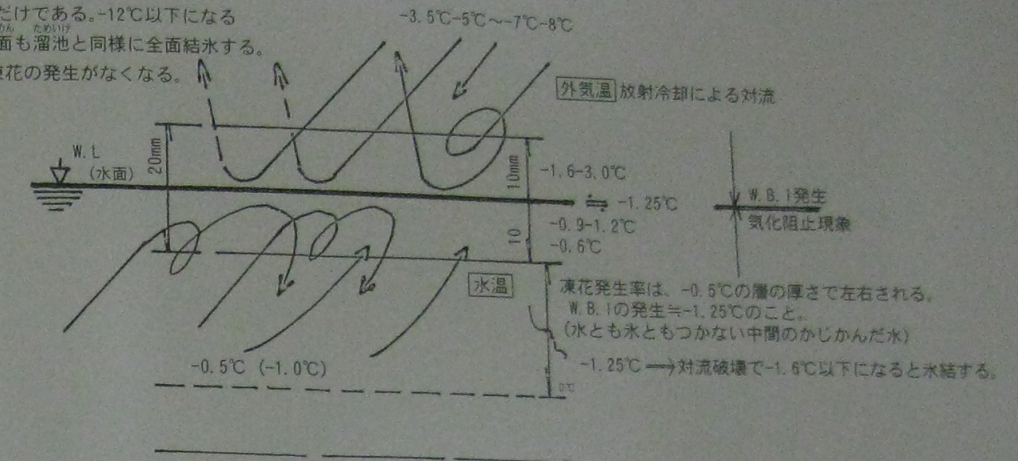 だけである。-12℃以下になる
面も溜池と同様に全面結氷する。
めん ためいけ
凍花の発生がなくなる。
-3.5℃-5℃～-7℃-8℃
外気温 放射冷却による対流
W.L
(水面)
20mm
10mm
-1.6-3.0℃
≒ -1.25℃
W.B.I発生
気化阻止現象
-0.9-1.2℃
10
-0.6℃
水温
凍花発生率は、-0.5℃の層の厚さで左右される。
W.B.Iの発生≒-1.25℃のこと。
(水とも氷ともつかない中間のかじかんだ水)
-0.5℃ (-1.0℃)
-1.25℃→対流破壊で-1.6℃以下になると氷結する。
0℃